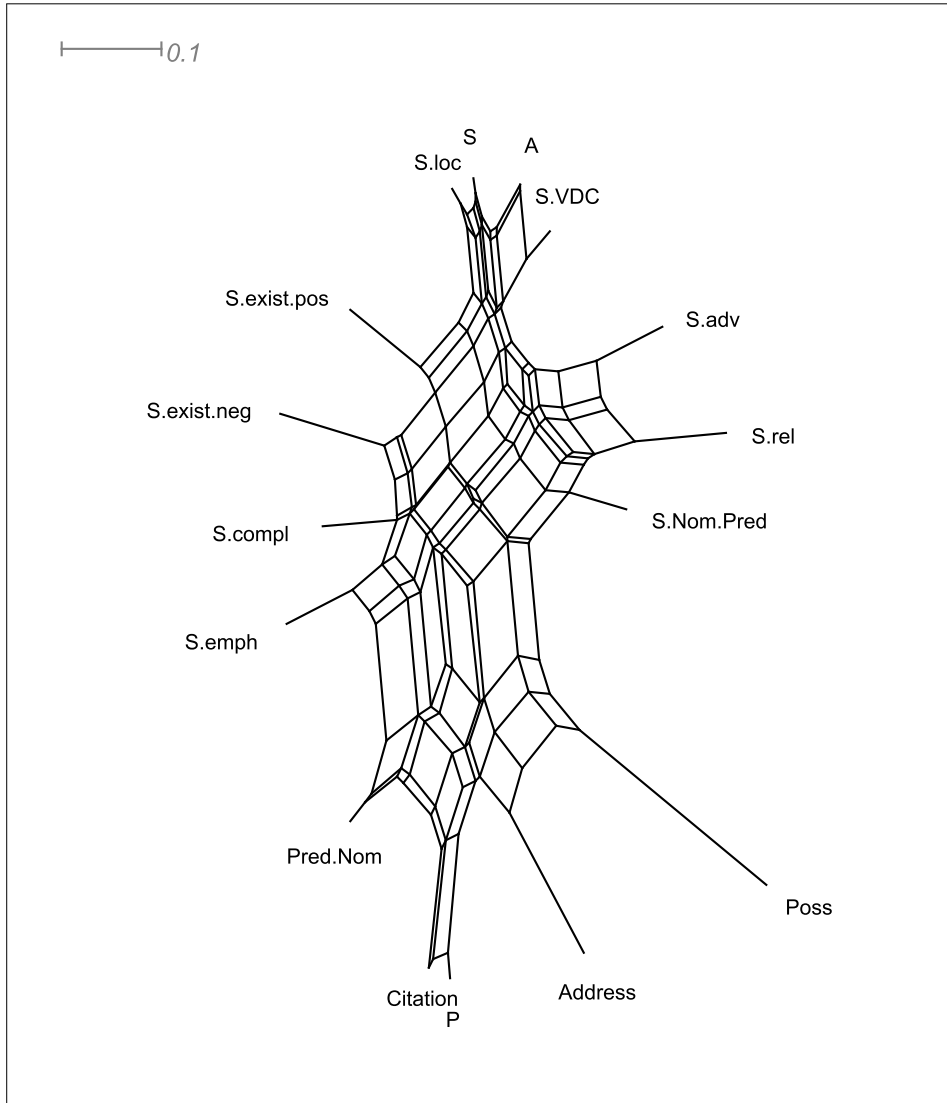 0.1
S
A
S.loc
S.VDC
S.exist.pos
S.adv
S.exist.neg
S.rel
S.Nom.Pred
S.compl
S.emph
Pred.Nom
Poss
Address
Citation
P